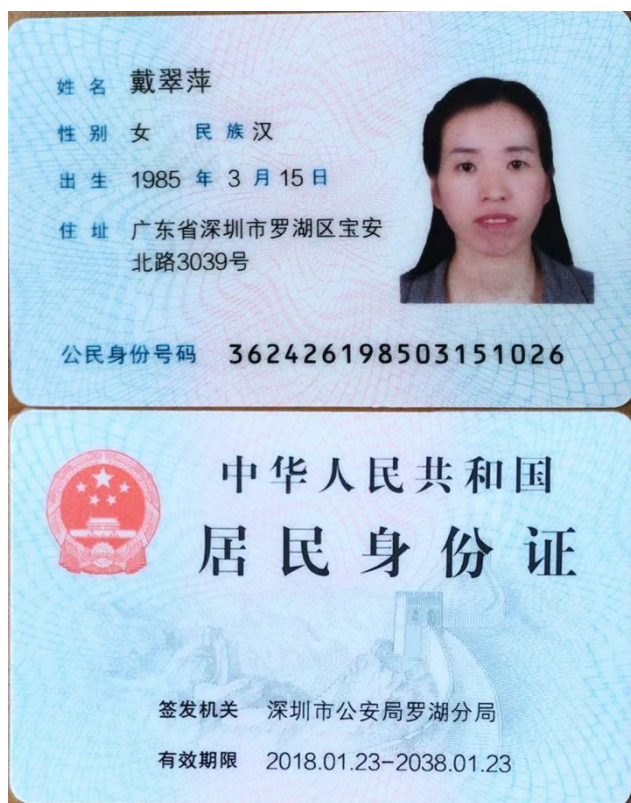 姓名 戴翠萍
性别 女 民族 汉
出生 1985 年 3 月 15 日
住址 广东省深圳市罗湖区宝安
北路3039号
公民身份号码 362426198503151026
中华人民共和国
居民身份证
签发机关 深圳市公安局罗湖分局
有效期限 2018.01.23-2038.01.23